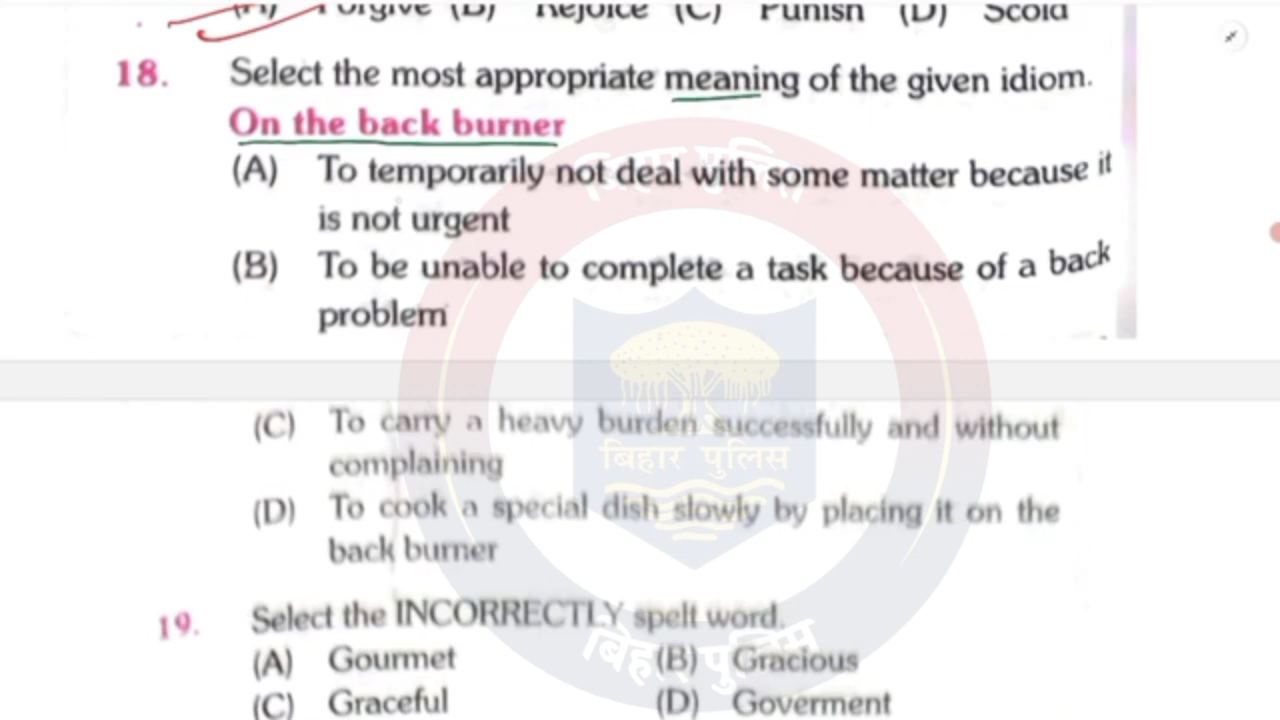 (A) Forgive (B) Rejoice (C) Punish (D) Scold
18. Select the most appropriate meaning of the given idiom.
On the back burner
(A) To temporarily not deal with some matter because it
is not urgent
(B) To be unable to complete a task because of a back
problem
(C) To carry a heavy burden successfully and without
complaining
(D) To cook a special dish slowly by placing it on the
back burner
19. Select the INCORRECTLY spelt word.
(A) Gourmet (B) Gracious
(C) Graceful (D) Goverment
बिहार पुलिस
बिहार पुलिस
बिहार पुलिस